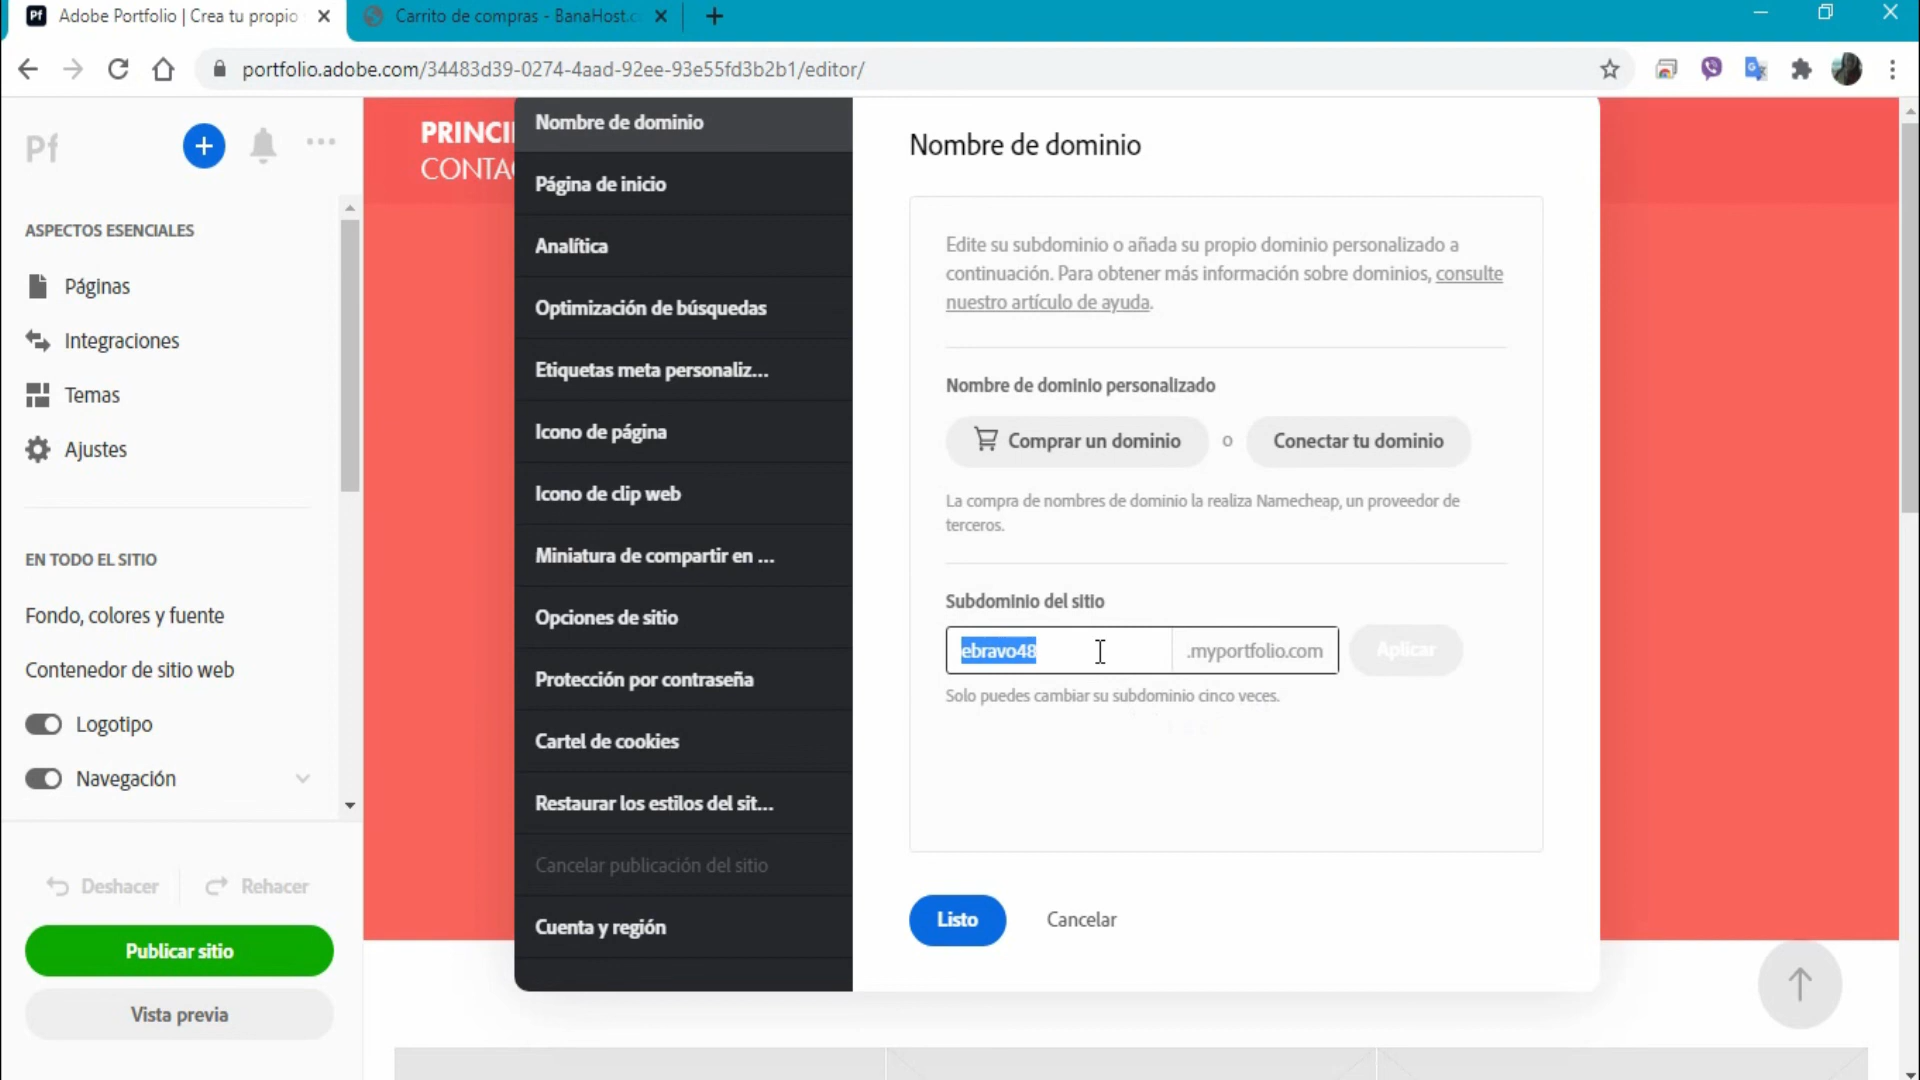 Pf Adobe Portfolio | Crea tu propio
Carrito de compras - BanaHost.c
portfolio.adobe.com/34483d39-0274-4aad-92ee-93e55fd3b2b1/editor/
Pf
ASPECTOS ESENCIALES
Páginas
Integraciones
Temas
Ajustes
EN TODO EL SITIO
Fondo, colores y fuente
Contenedor de sitio web
Logotipo
Navegación
Deshacer
Rehacer
Publicar sitio
Vista previa
PRINCI
CONTAC
Nombre de dominio
Página de inicio
Analítica
Optimización de búsquedas
Etiquetas meta personaliz...
Icono de página
Icono de clip web
Miniatura de compartir en ...
Opciones de sitio
Protección por contraseña
Cartel de cookies
Restaurar los estilos del sit...
Cancelar publicación del sitio
Cuenta y región
Nombre de dominio
Edite su subdominio o añada su propio dominio personalizado a
continuación. Para obtener más información sobre dominios, consulte
nuestro artículo de ayuda.
Nombre de dominio personalizado
Comprar un dominio o Conectar tu dominio
La compra de nombres de dominio la realiza Namecheap, un proveedor de
terceros.
Subdominio del sitio
ebravo48 .myportfolio.com Aplicar
Solo puedes cambiar su subdominio cinco veces.
Listo Cancelar